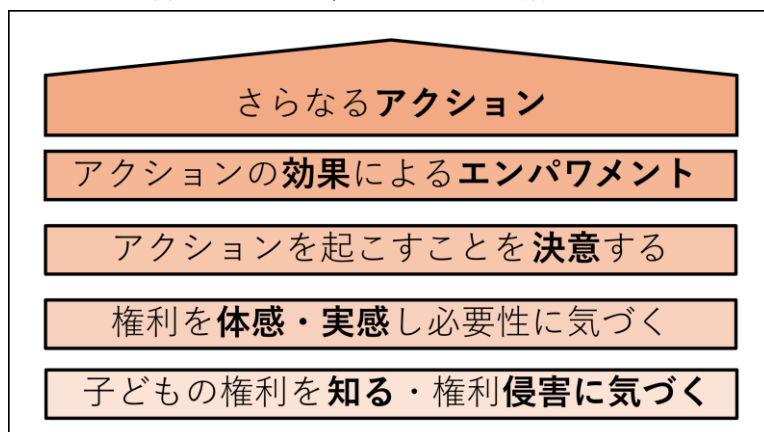 さらなるアクション
アクションの効果によるエンパワメント
アクションを起こすことを決意する
権利を体感・実感し必要性に気づく
子どもの権利を知る・権利侵害に気づく